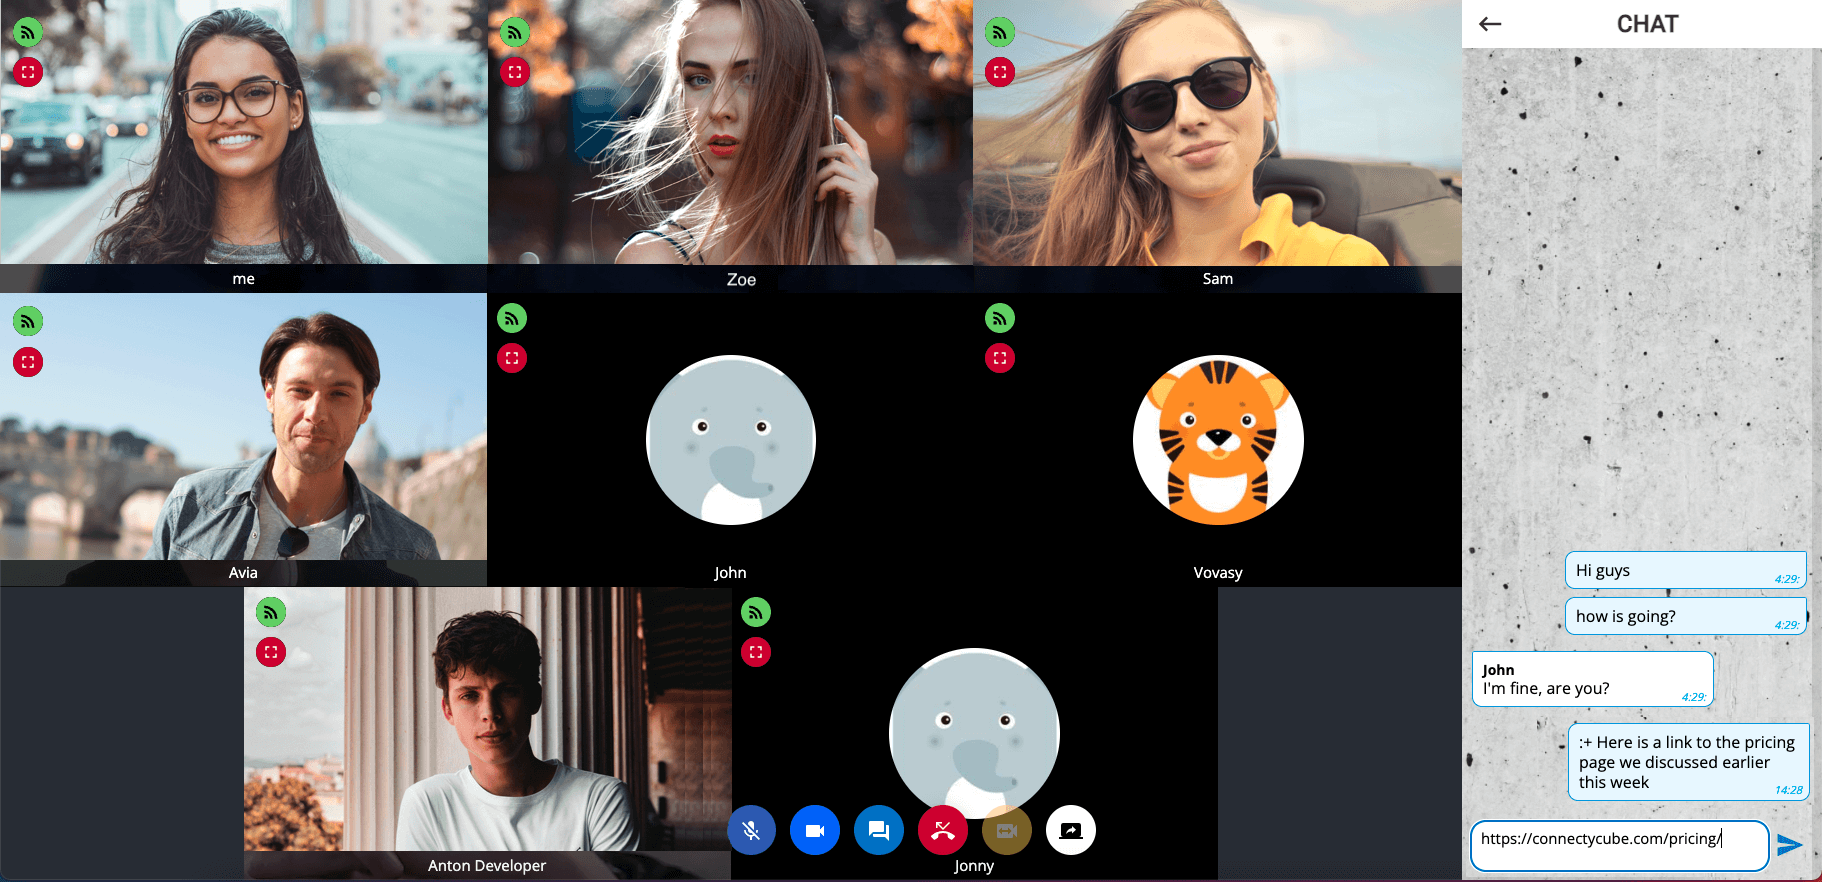 CHAT
me
Zoe
Sam
Avia
John
Vovasy
Anton Developer
Jonny
Hi guys
4:29:
how is going?
4:29:
John
I'm fine, are you?
4:29:
:+ Here is a link to the pricing
page we discussed earlier
this week
14:28
https://connectycube.com/pricing/